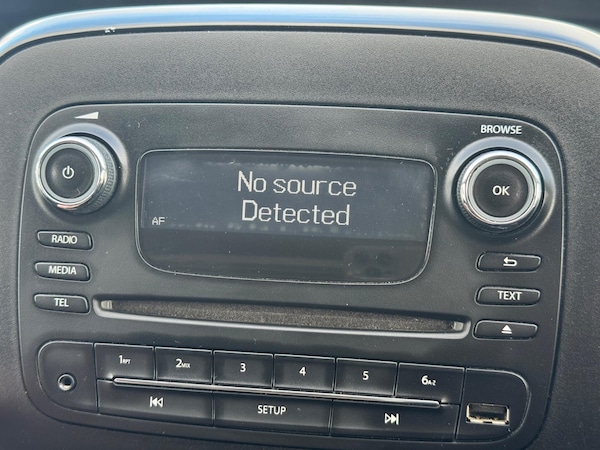 BROWSE
OK
No source
Detected
AF
RADIO
MEDIA
TEL
TEXT
1RPT 2MIX 3 4 5 6A-Z
SETUP